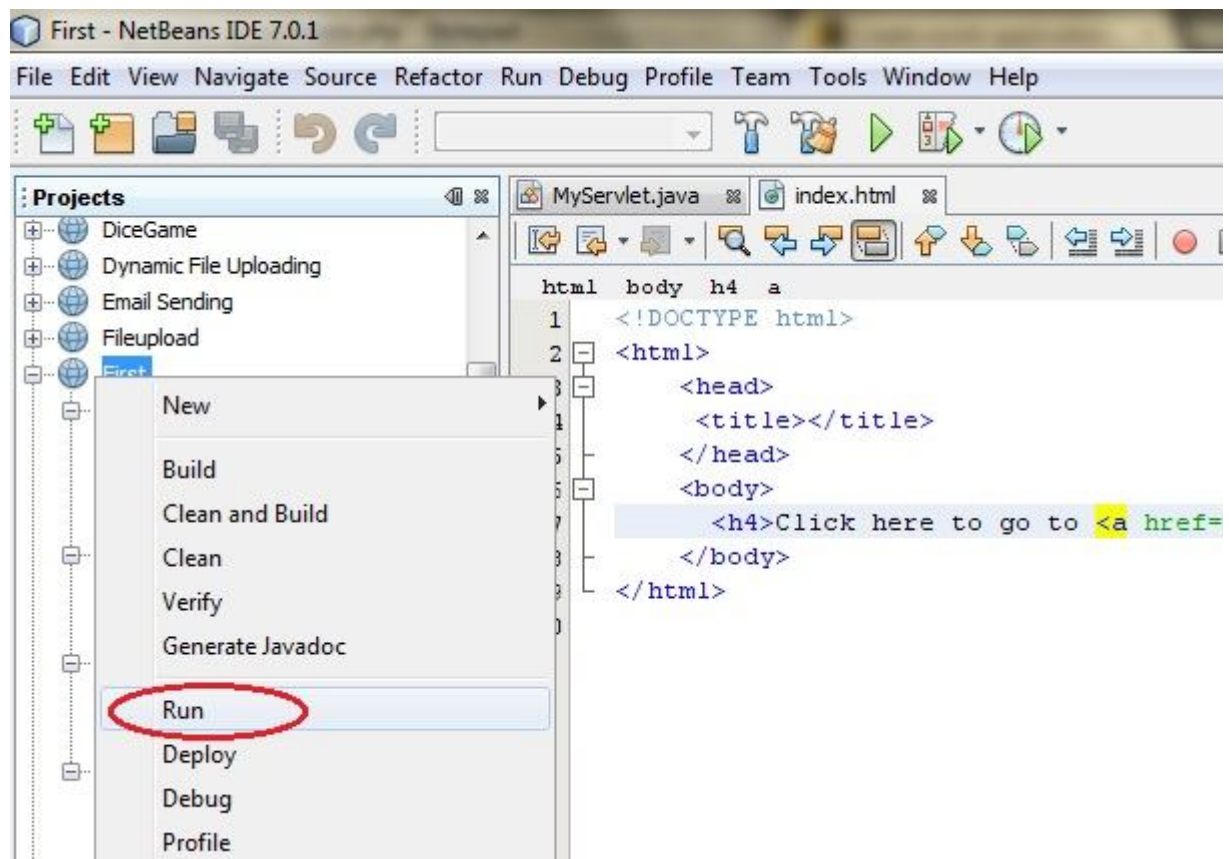 First - NetBeans IDE 7.0.1
File Edit View Navigate Source Refactor Run Debug Profile Team Tools Window Help
Projects
MyServlet.java index.html
DiceGame
Dynamic File Uploading
Email Sending
Fileupload
First
New
Build
Clean and Build
Clean
Verify
Generate Javadoc
Run
Deploy
Debug
Profile
html body h4 a
1 <!DOCTYPE html>
2 <html>
<head>
<title></title>
</head>
<body>
<h4>Click here to go to <a href=
</body>
</html>